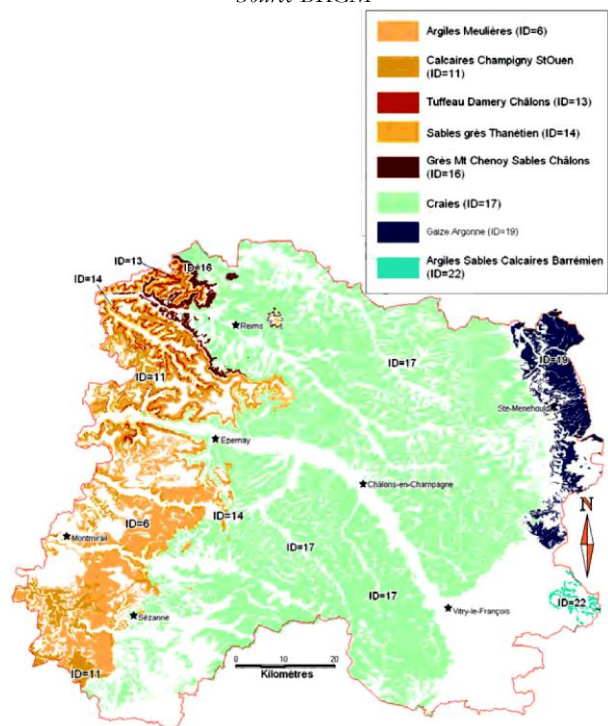 Source BRGM
Argiles Meulières (ID=6)
Calcaires Champigny StOuen
(ID=11)
Tuffeau Damery Châlons (ID=13)
Sables grès Thanétien (ID=14)
Grès Mt Chenoy Sables Châlons
(ID=16)
Craies (ID=17)
Gaize Argonne (ID=19)
Argiles Sables Calcaires Barrémien
(ID=22)
ID=13
ID=16
ID=14
Reims
ID=11
ID=17
ID=19
Ste-Menehould
Epernay
Châlons-en-Champagne
N
ID=6
ID=14
Montmirail
ID=17
ID=17
ID=22
Vitry-le-François
Sézanne
ID=11
0 10 20
Kilomètres